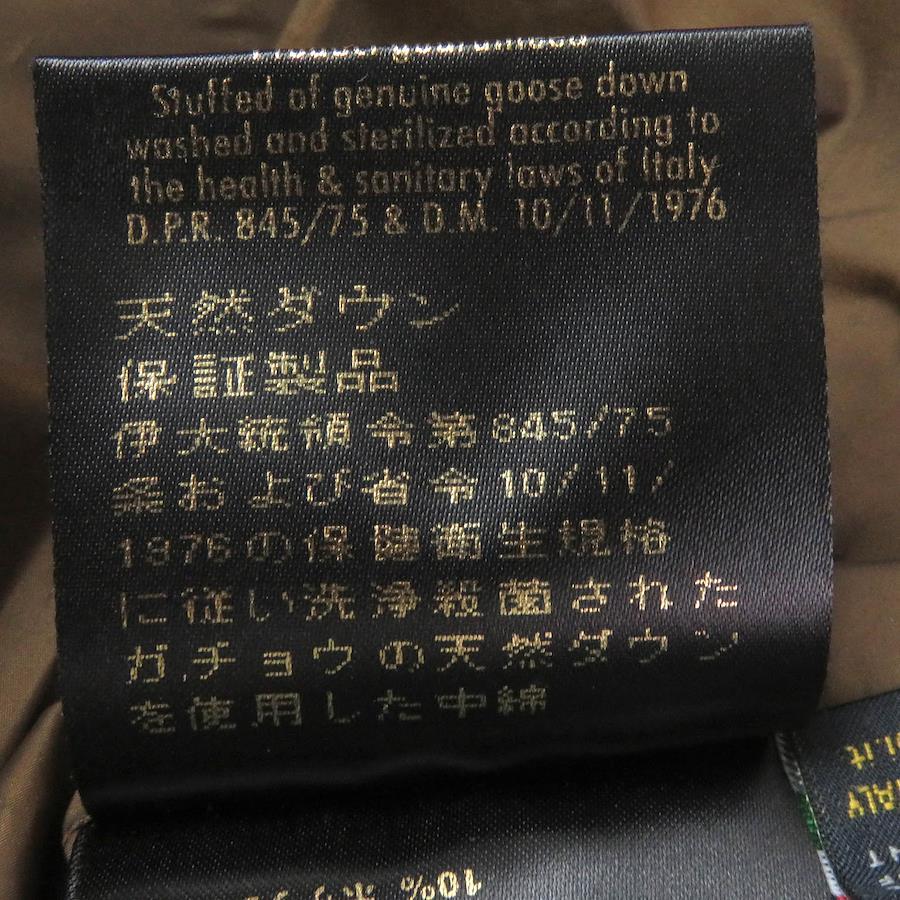 Stuffed of genuine goose down
washed and sterilized according to
the health & sanitary laws of Italy
D.P.R. 845/75 & D.M. 10/11/1976
天然ダウン
保証製品
伊大統領令第845/75
条および省令10/11/
1976の保健衛生規格
に従い洗浄殺菌された
ガチョウの天然ダウン
を使用した中綿
10%
.it
ALY